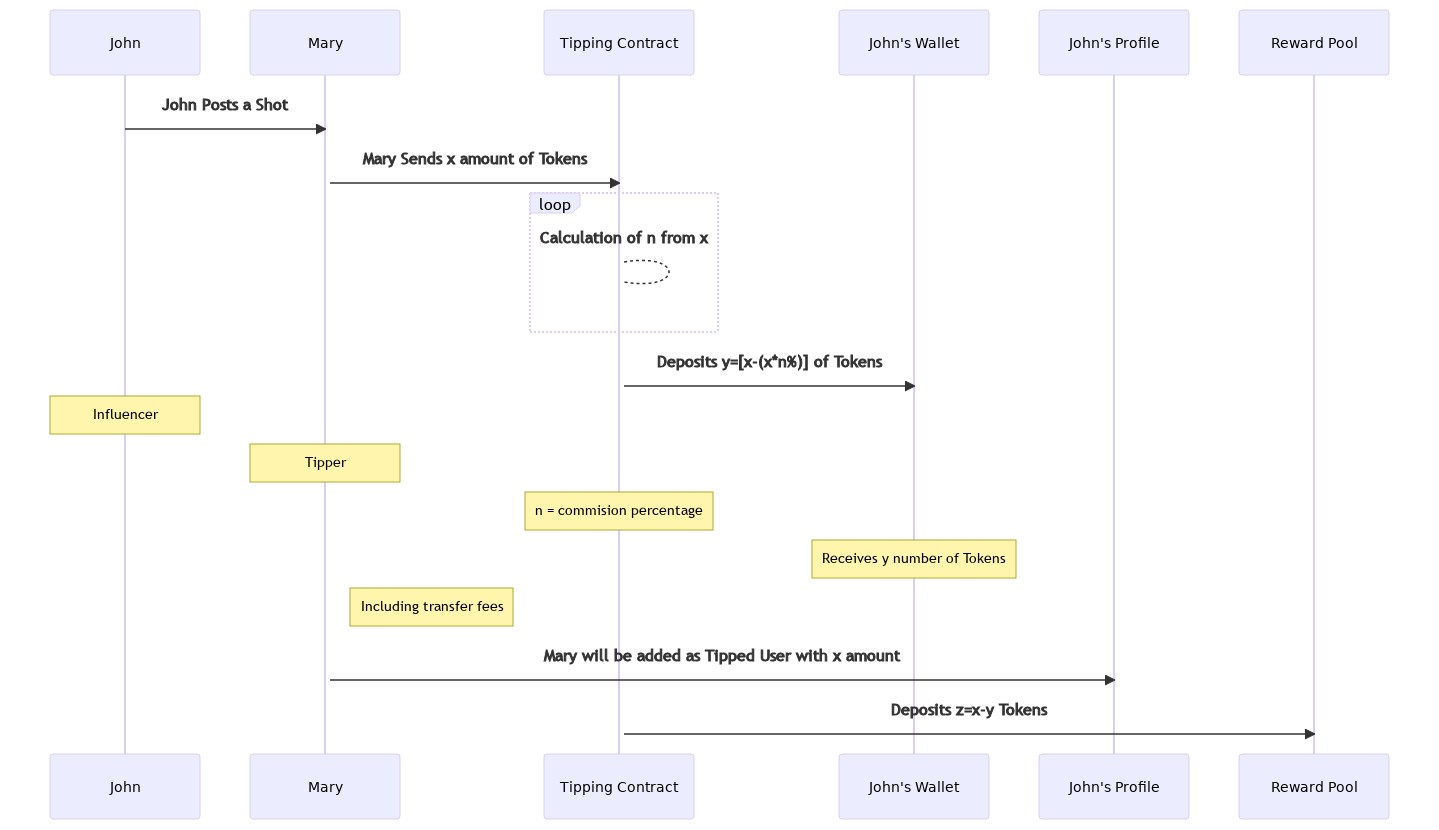 John
Mary
Tipping Contract
John's Wallet
John's Profile
Reward Pool
John Posts a Shot
Mary Sends x amount of Tokens
loop
Calculation of n from x
Deposits y=[x-(x*n%)] of Tokens
Influencer
Tipper
n = commision percentage
Receives y number of Tokens
Including transfer fees
Mary will be added as Tipped User with x amount
Deposits z=x-y Tokens
John
Mary
Tipping Contract
John's Wallet
John's Profile
Reward Pool